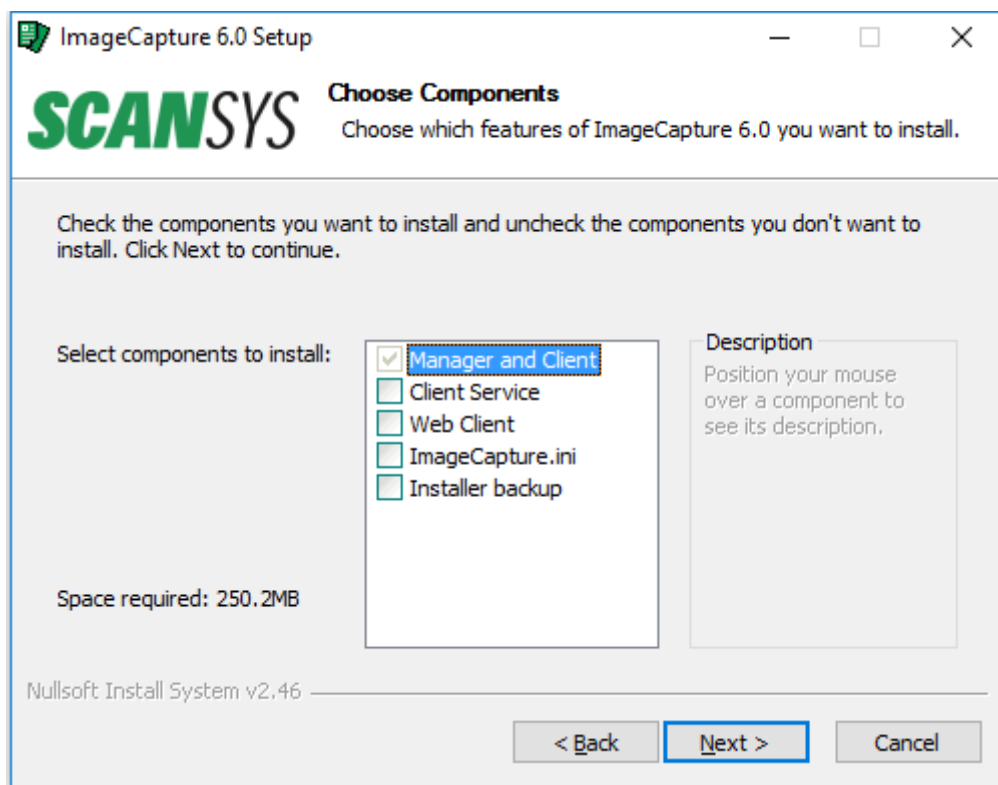 ImageCapture 6.0 Setup
SCANSYS
Choose Components
Choose which features of ImageCapture 6.0 you want to install.
Check the components you want to install and uncheck the components you don't want to
install. Click Next to continue.
Select components to install:
Manager and Client
Client Service
Web Client
ImageCapture.ini
Installer backup
Description
Position your mouse
over a component to
see its description.
Space required: 250.2MB
Nullsoft Install System v2.46
< Back
Next >
Cancel